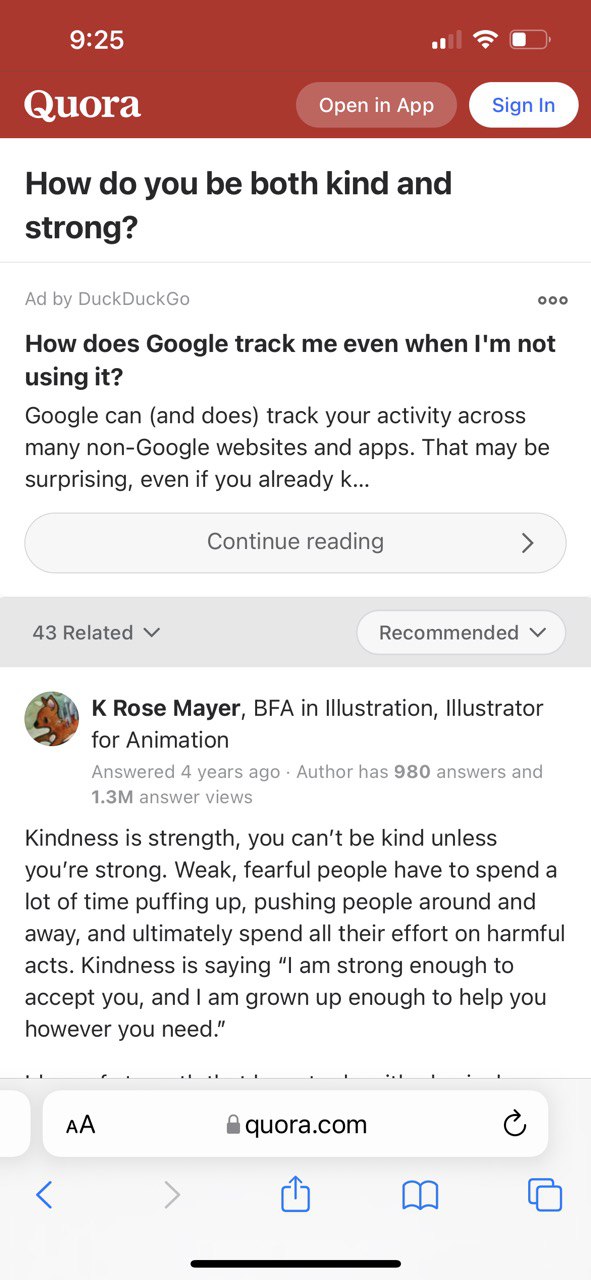 9:25
Quora
Open in App
Sign In
How do you be both kind and
strong?
Ad by DuckDuckGo
How does Google track me even when I'm not
using it?
Google can (and does) track your activity across
many non-Google websites and apps. That may be
surprising, even if you already k...
Continue reading
43 Related
Recommended
K Rose Mayer, BFA in Illustration, Illustrator
for Animation
Answered 4 years ago · Author has 980 answers and
1.3M answer views
Kindness is strength, you can’t be kind unless
you’re strong. Weak, fearful people have to spend a
lot of time puffing up, pushing people around and
away, and ultimately spend all their effort on harmful
acts. Kindness is saying “I am strong enough to
accept you, and I am grown up enough to help you
however you need.”
AA
quora.com